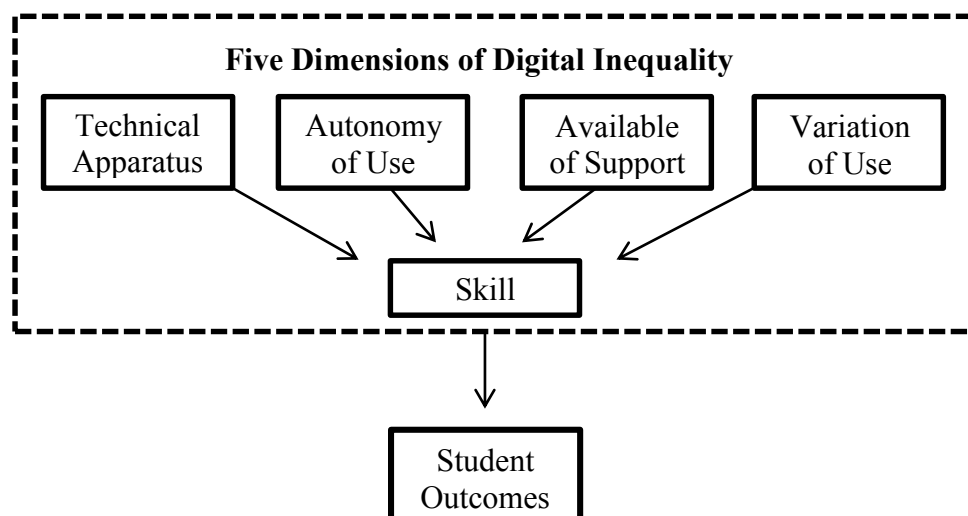 Five Dimensions of Digital Inequality
Technical
Apparatus
Autonomy
of Use
Available
of Support
Variation
of Use
Skill
Student
Outcomes